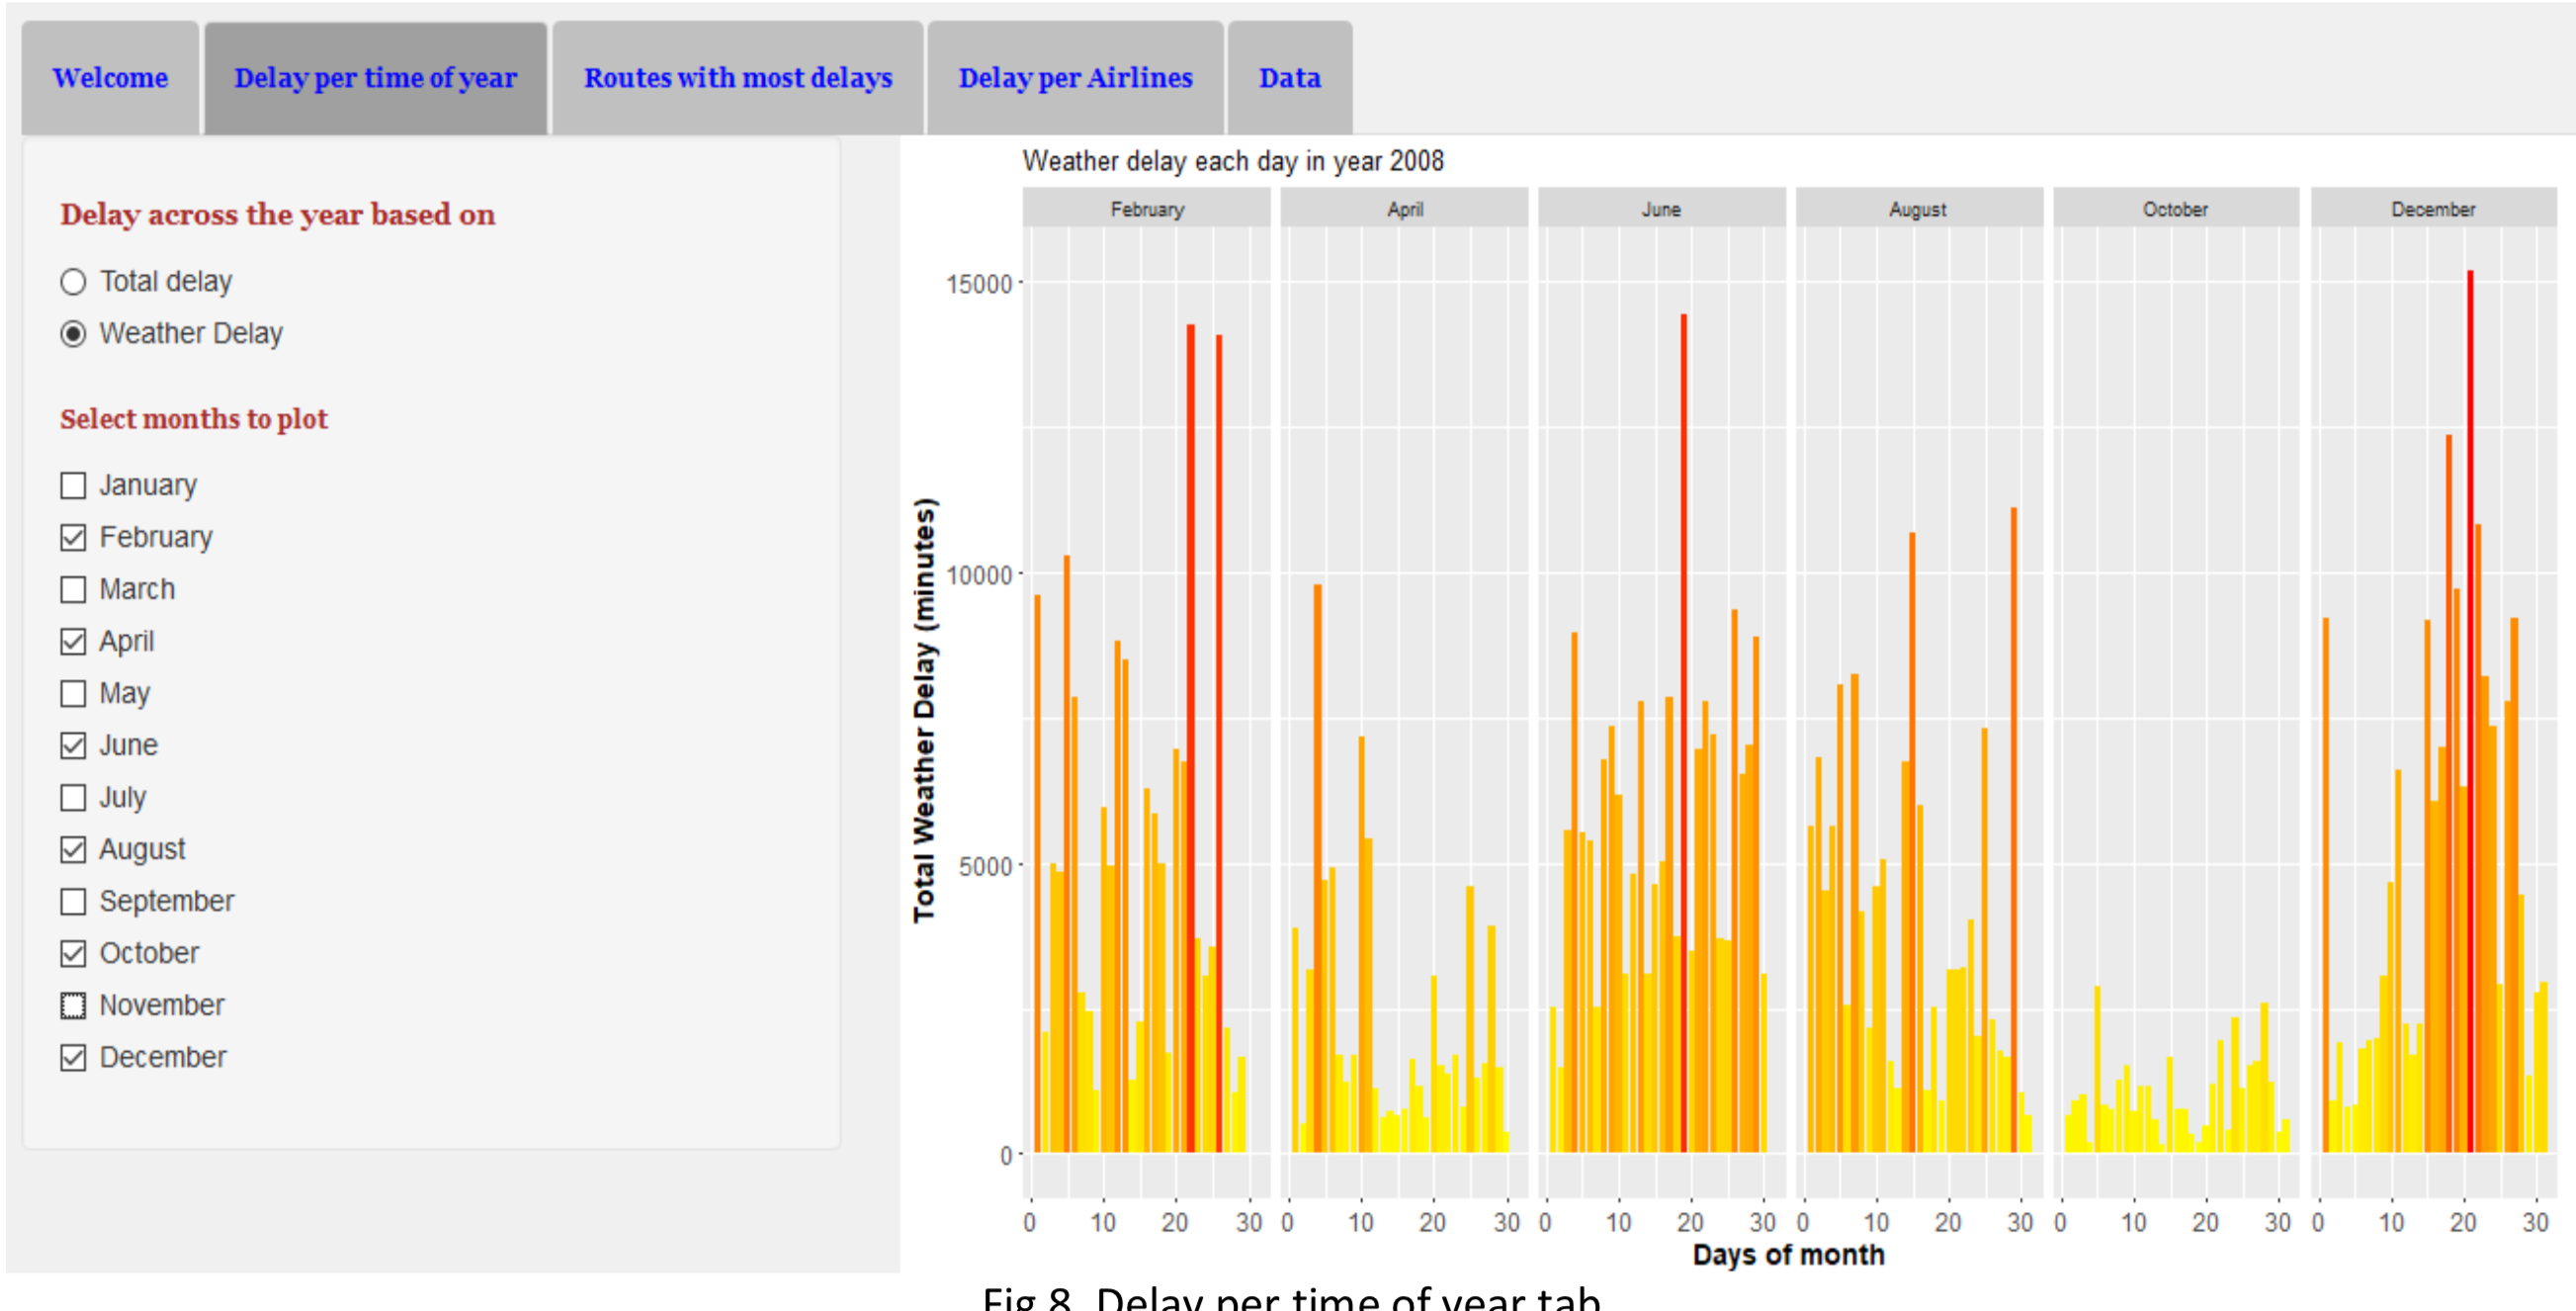 Welcome
Delay per time of year
Routes with most delays
Delay per Airlines
Data
Delay across the year based on
Total delay
Weather Delay
Select months to plot
January
February
March
April
May
June
July
August
September
October
November
December
Weather delay each day in year 2008
February April June August October December
Total Weather Delay (minutes)
15000
10000
5000
0
0 10 20 30 0 10 20 30 0 10 20 30 0 10 20 30 0 10 20 30 0 10 20 30
Days of month
Fig 8. Delay per time of year tab